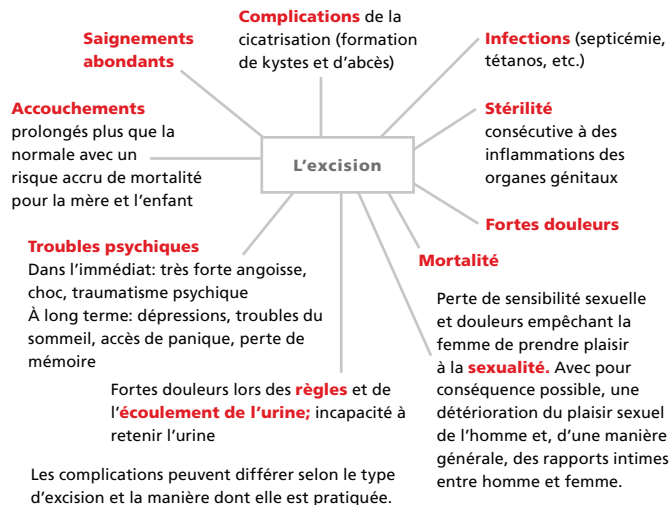 Complications de la
cicatrisation (formation
de kystes et d'abcès)
Saignements
abondants
Infections (septicémie,
tétanos, etc.)
Accouchements
prolongés plus que la
normale avec un
risque accru de mortalité
pour la mère et l'enfant
Stérilité
consécutive à des
inflammations des
organes génitaux
L'excision
Fortes douleurs
Troubles psychiques
Dans l'immédiat: très forte angoisse,
choc, traumatisme psychique
À long terme: dépressions, troubles du
sommeil, accès de panique, perte de
mémoire
Mortalité
Perte de sensibilité sexuelle
et douleurs empêchant la
femme de prendre plaisir
à la sexualité. Avec pour
conséquence possible, une
détérioration du plaisir sexuel
de l'homme et, d'une manière
générale, des rapports intimes
entre homme et femme.
Fortes douleurs lors des règles et de
l'écoulement de l'urine; incapacité à
retenir l'urine
Les complications peuvent différer selon le type
d'excision et la manière dont elle est pratiquée.